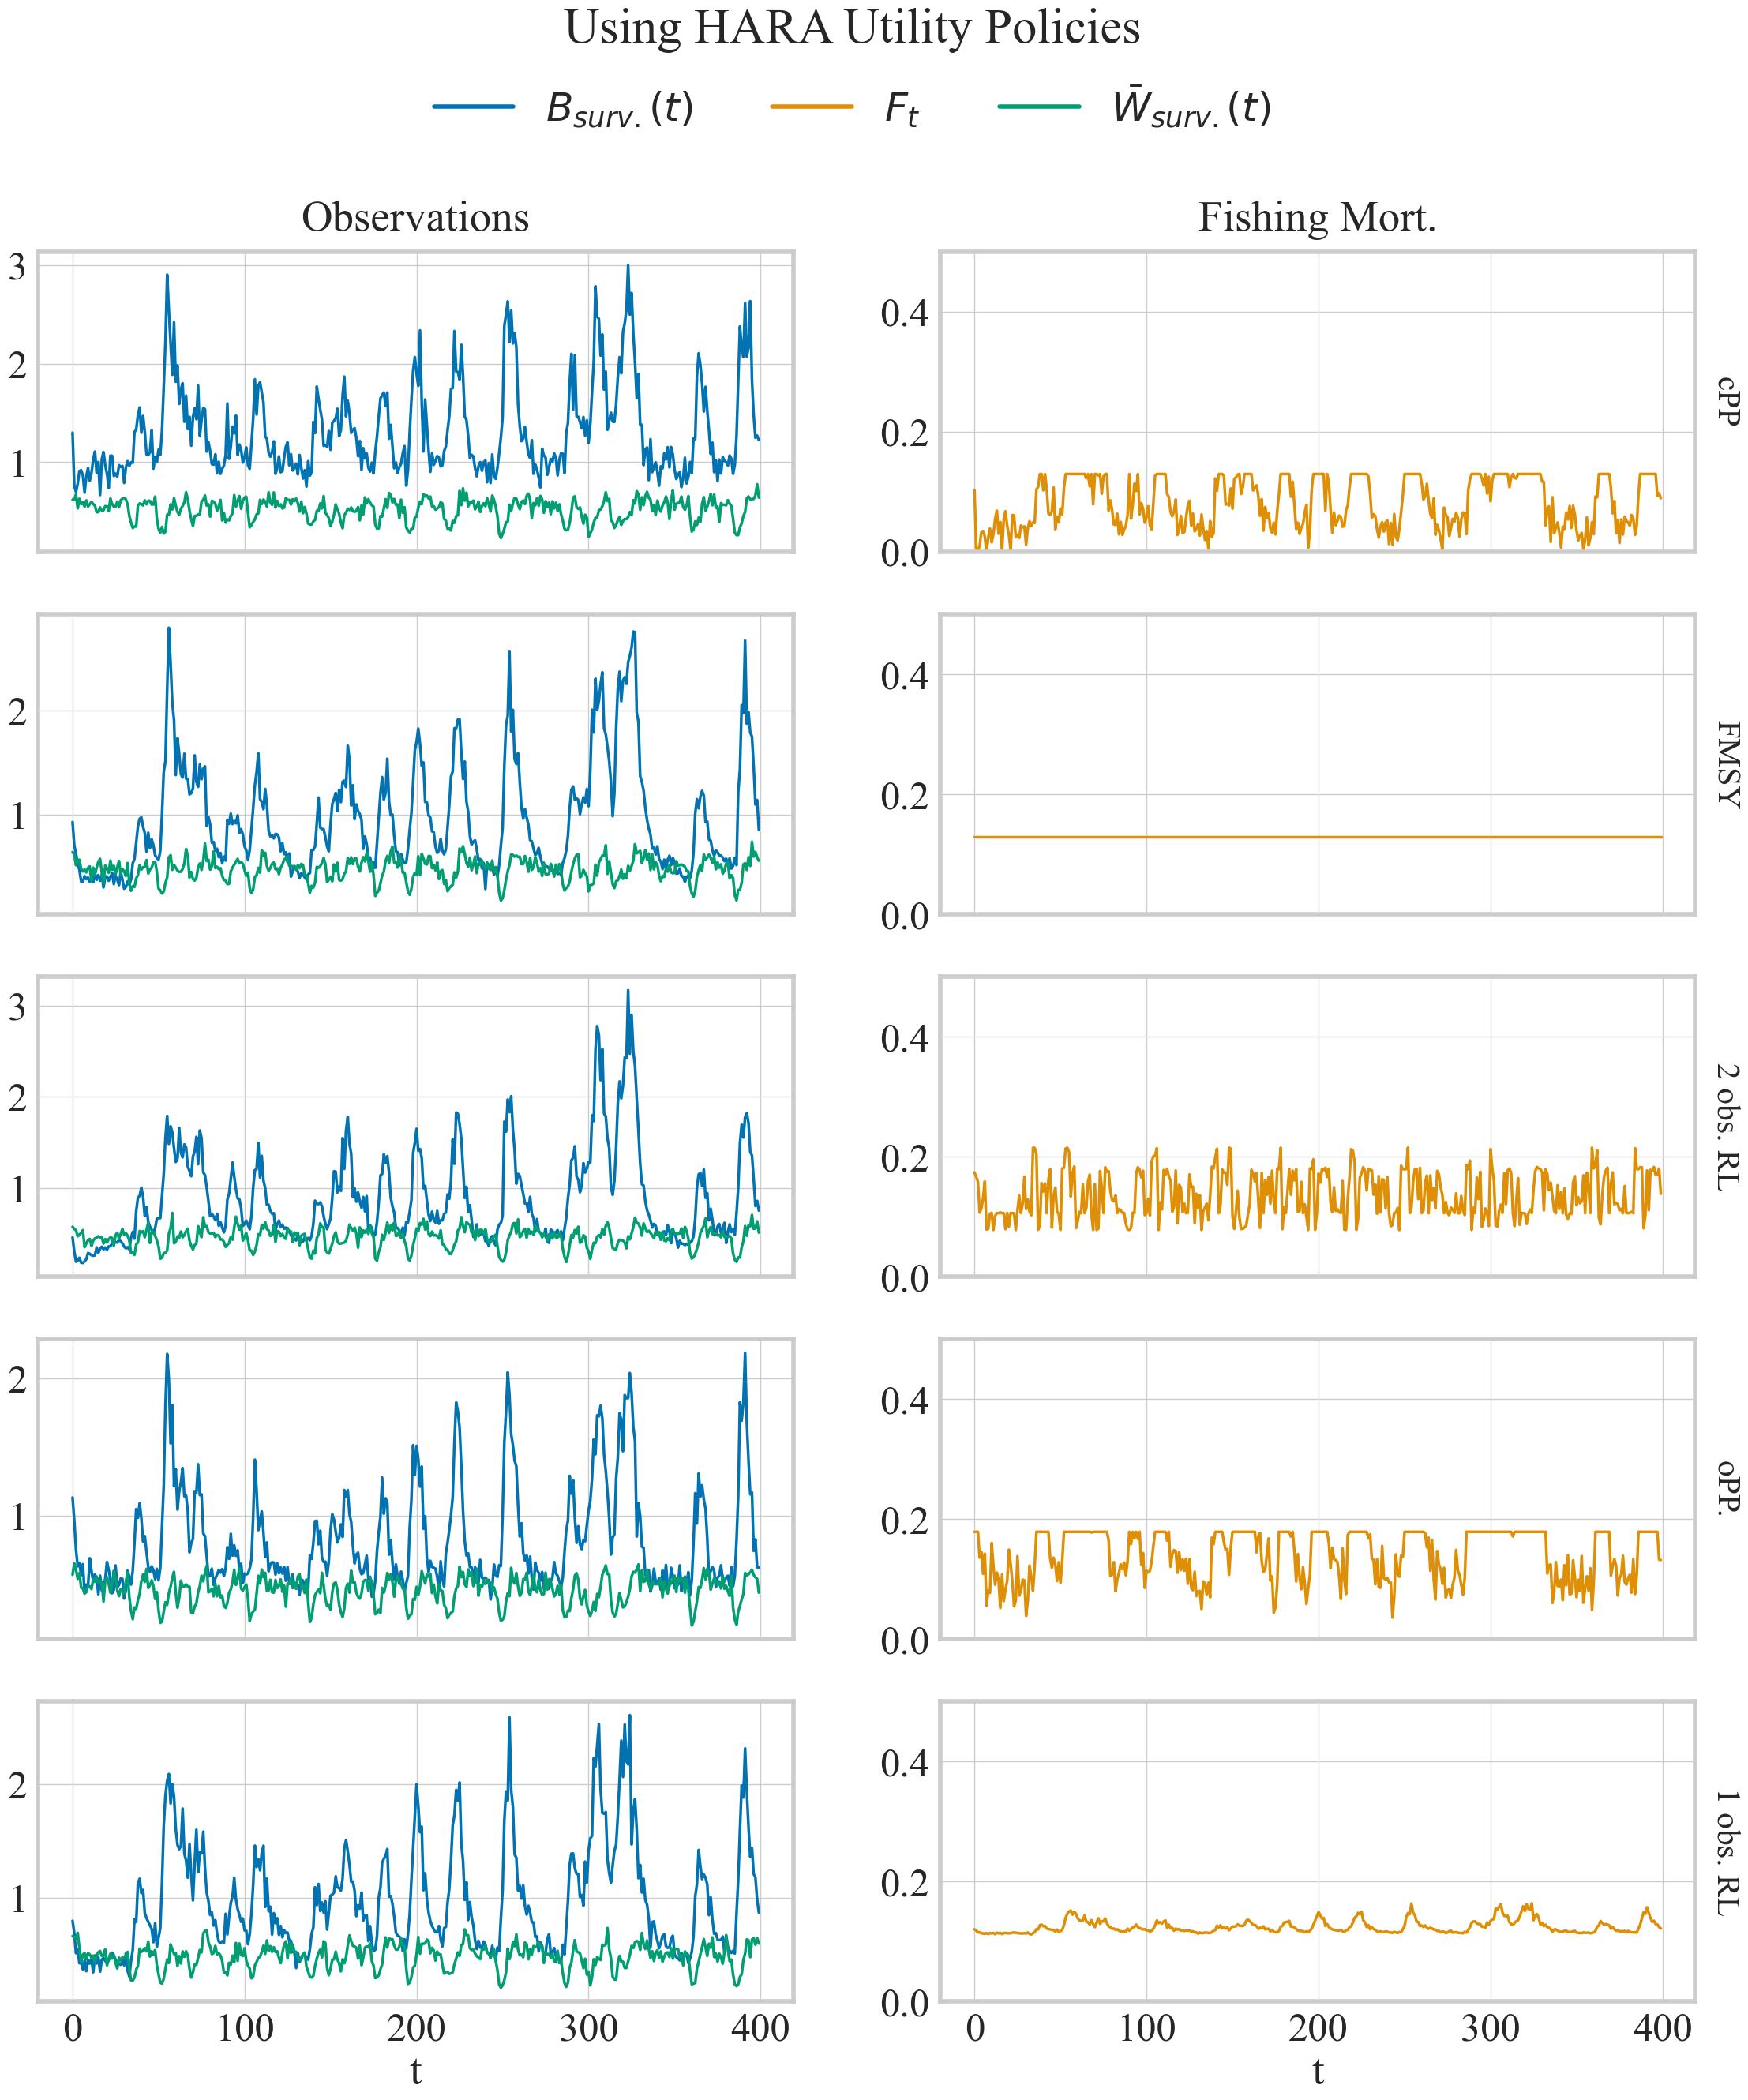 Using HARA Utility Policies
B_surv.(t) F_t W̄_surv.(t)
Observations Fishing Mort.
3
2
1
0.4
0.2
0.0
cPP
2
1
0.4
0.2
0.0
FMSY
3
2
1
0.4
0.2
0.0
2 obs. RL
2
1
0.4
0.2
0.0
oPP.
2
1
0.4
0.2
0.0
1 obs. RL
0 100 200 300 400
0 100 200 300 400
t
t